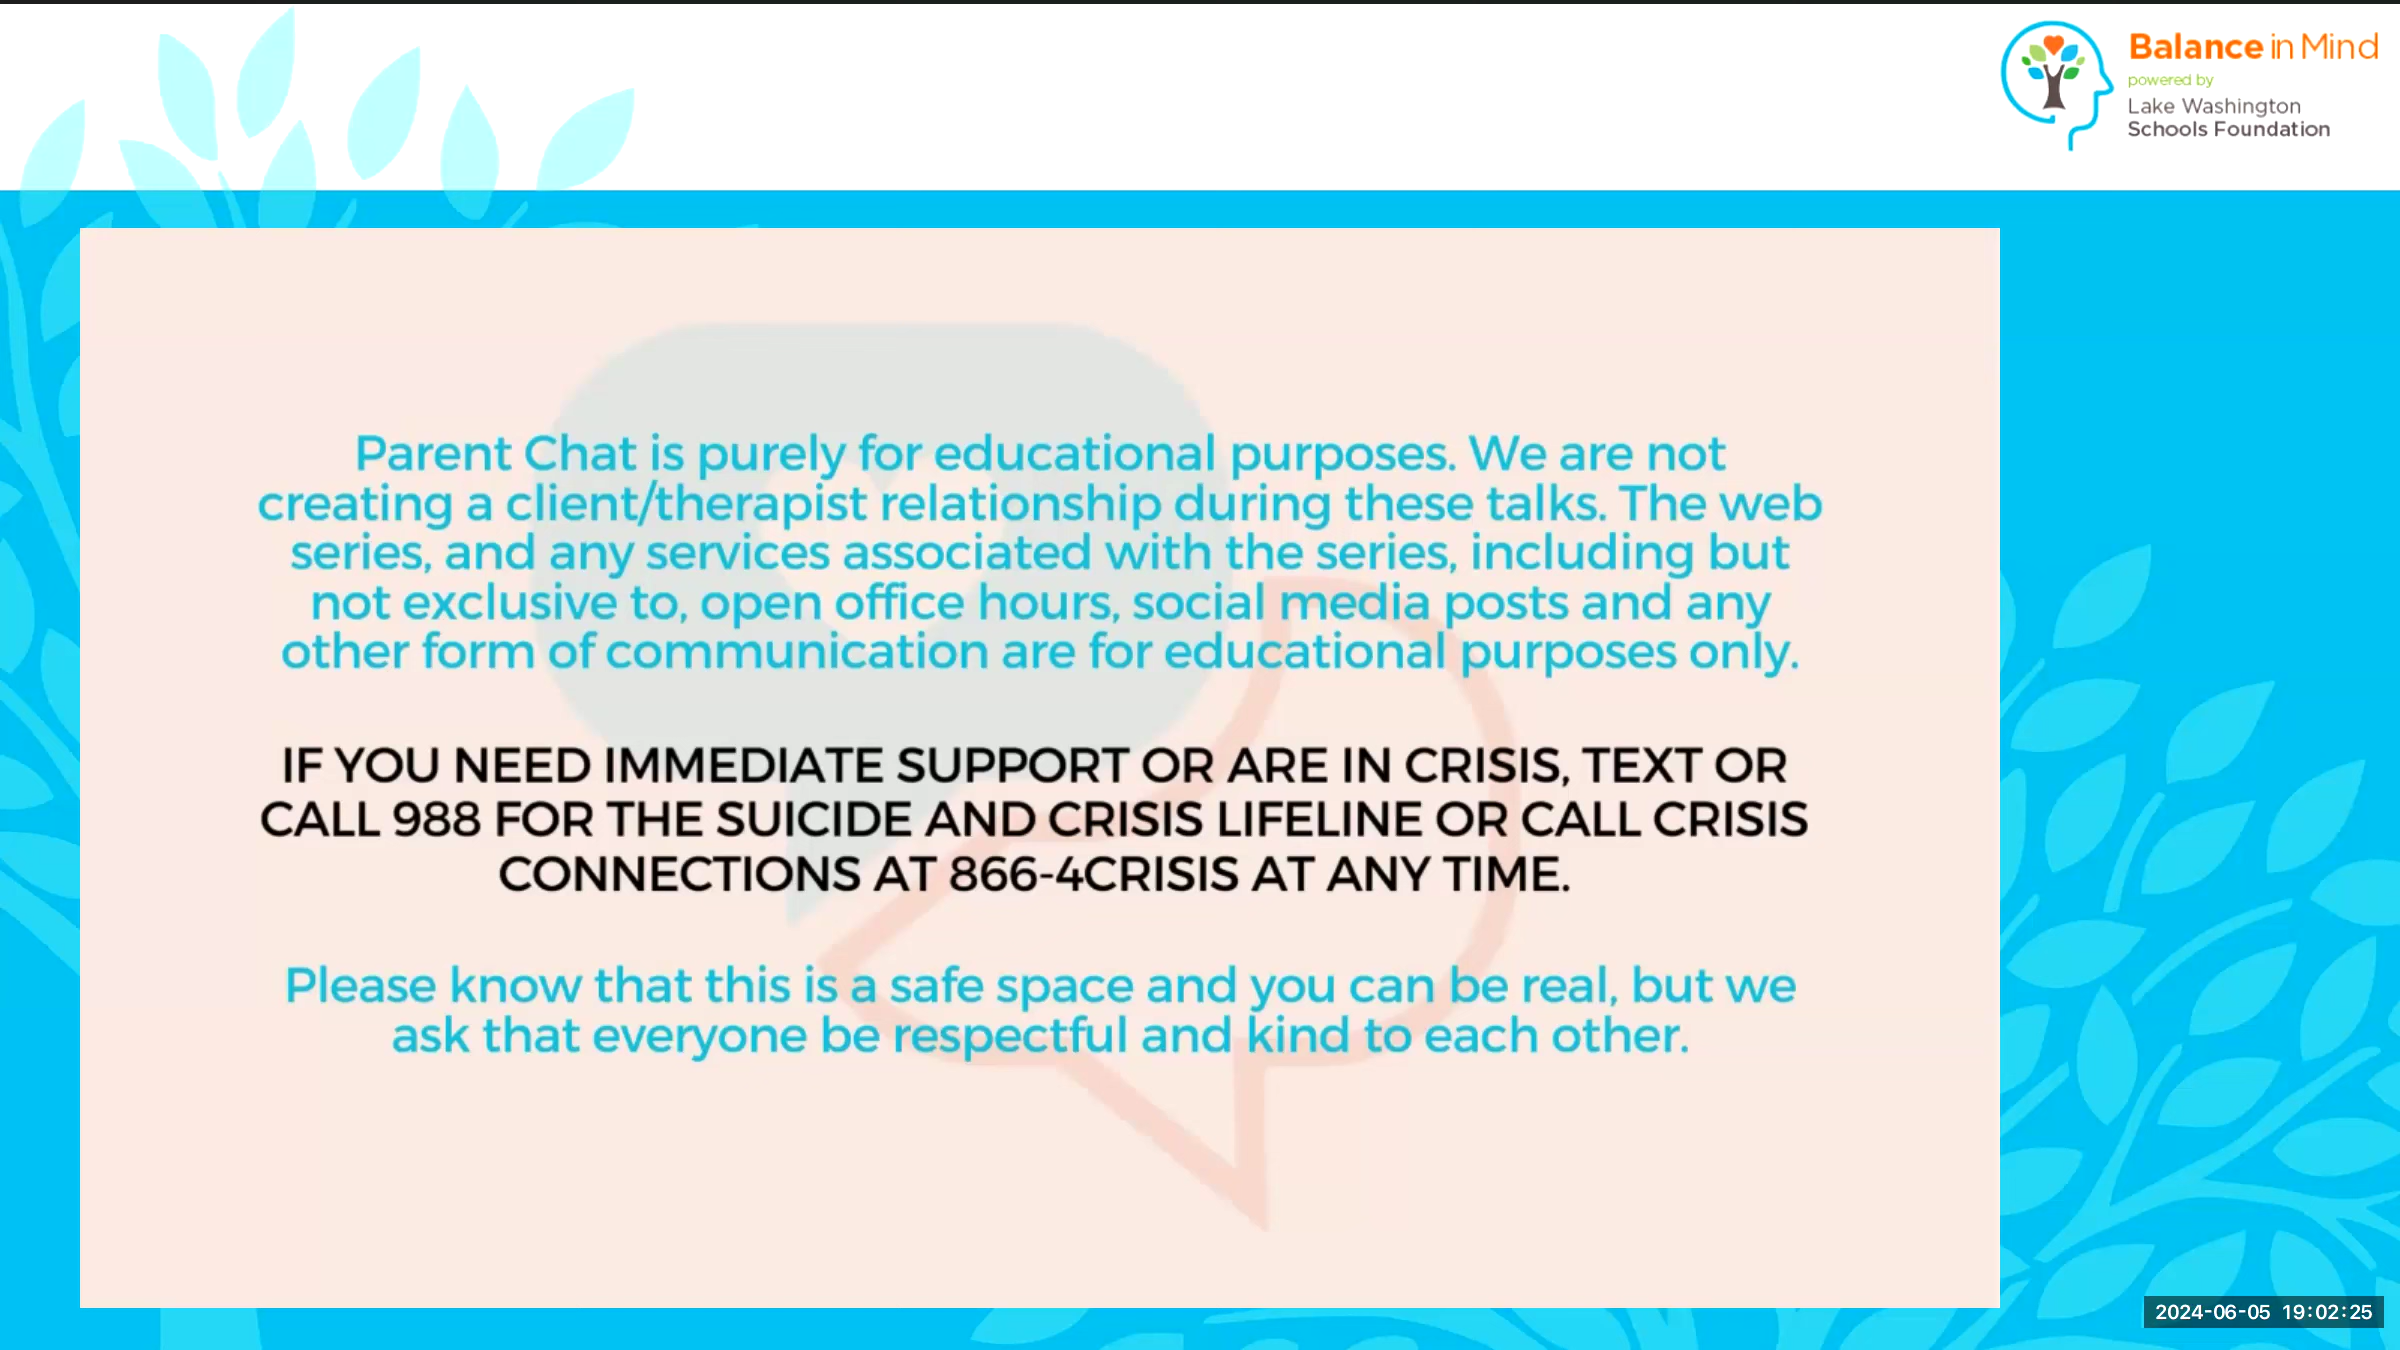 Balance in Mind
powered by
Lake Washington
Schools Foundation
Parent Chat is purely for educational purposes. We are not
creating a client/therapist relationship during these talks. The web
series, and any services associated with the series, including but
not exclusive to, open office hours, social media posts and any
other form of communication are for educational purposes only.
IF YOU NEED IMMEDIATE SUPPORT OR ARE IN CRISIS, TEXT OR
CALL 988 FOR THE SUICIDE AND CRISIS LIFELINE OR CALL CRISIS
CONNECTIONS AT 866-4CRISIS AT ANY TIME.
Please know that this is a safe space and you can be real, but we
ask that everyone be respectful and kind to each other.
2024-06-05 19:02:25